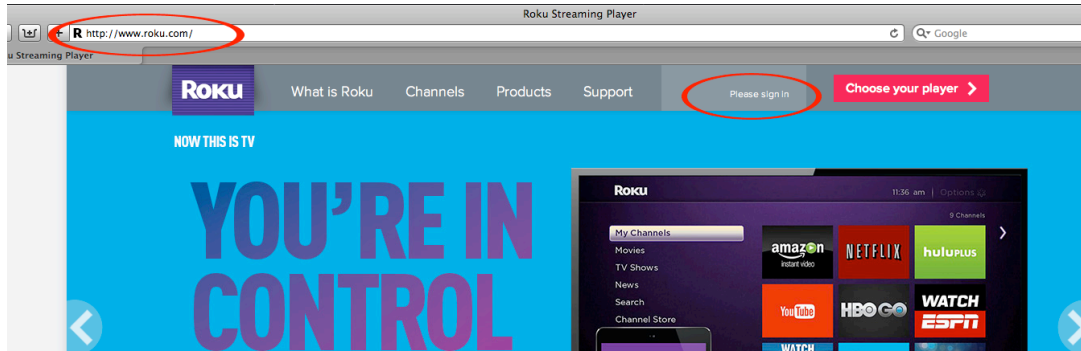 Roku Streaming Player
R http://www.roku.com/
Google
u Streaming Player
ROKU
What is Roku
Channels
Products
Support
Please sign in
Choose your player
NOW THIS IS TV
YOU'RE IN
CONTROL
ROKU
11:36 am | Options
9 Channels
My Channels
Movies
TV Shows
News
Search
Channel Store
amazon
instant video
NETFLIX
huluPLUS
YouTube
HBO GO
WATCH
ESPN
WATCH